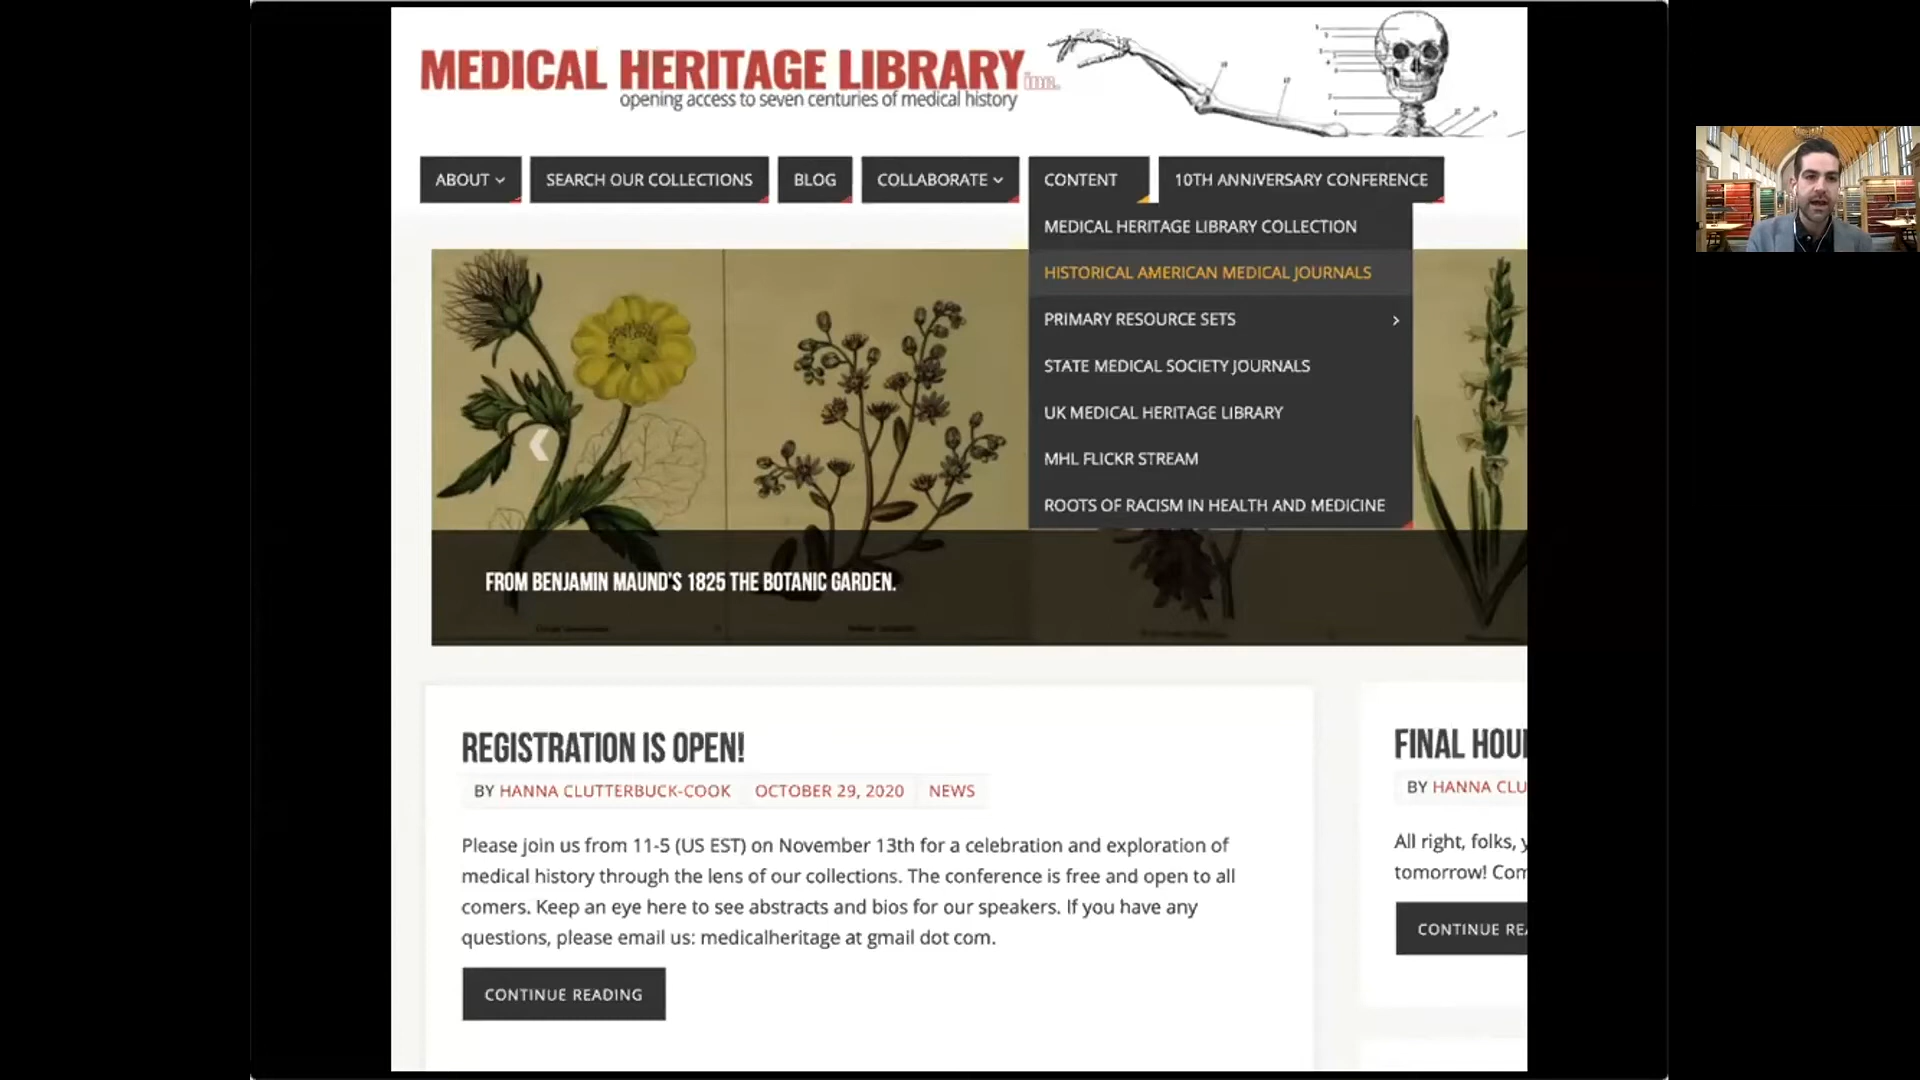 MEDICAL HERITAGE LIBRARY inc.
opening access to seven centuries of medical history
ABOUT SEARCH OUR COLLECTIONS BLOG COLLABORATE CONTENT 10TH ANNIVERSARY CONFERENCE
MEDICAL HERITAGE LIBRARY COLLECTION
HISTORICAL AMERICAN MEDICAL JOURNALS
PRIMARY RESOURCE SETS
STATE MEDICAL SOCIETY JOURNALS
UK MEDICAL HERITAGE LIBRARY
MHL FLICKR STREAM
ROOTS OF RACISM IN HEALTH AND MEDICINE
FROM BENJAMIN MAUND'S 1825 THE BOTANIC GARDEN.
REGISTRATION IS OPEN!
BY HANNA CLUTTERBUCK-COOK OCTOBER 29, 2020 NEWS
Please join us from 11-5 (US EST) on November 13th for a celebration and exploration of
medical history through the lens of our collections. The conference is free and open to all
comers. Keep an eye here to see abstracts and bios for our speakers. If you have any
questions, please email us: medicalheritage at gmail dot com.
CONTINUE READING
FINAL HOU
BY HANNA CLU
All right, folks, y
tomorrow! Com
CONTINUE REA